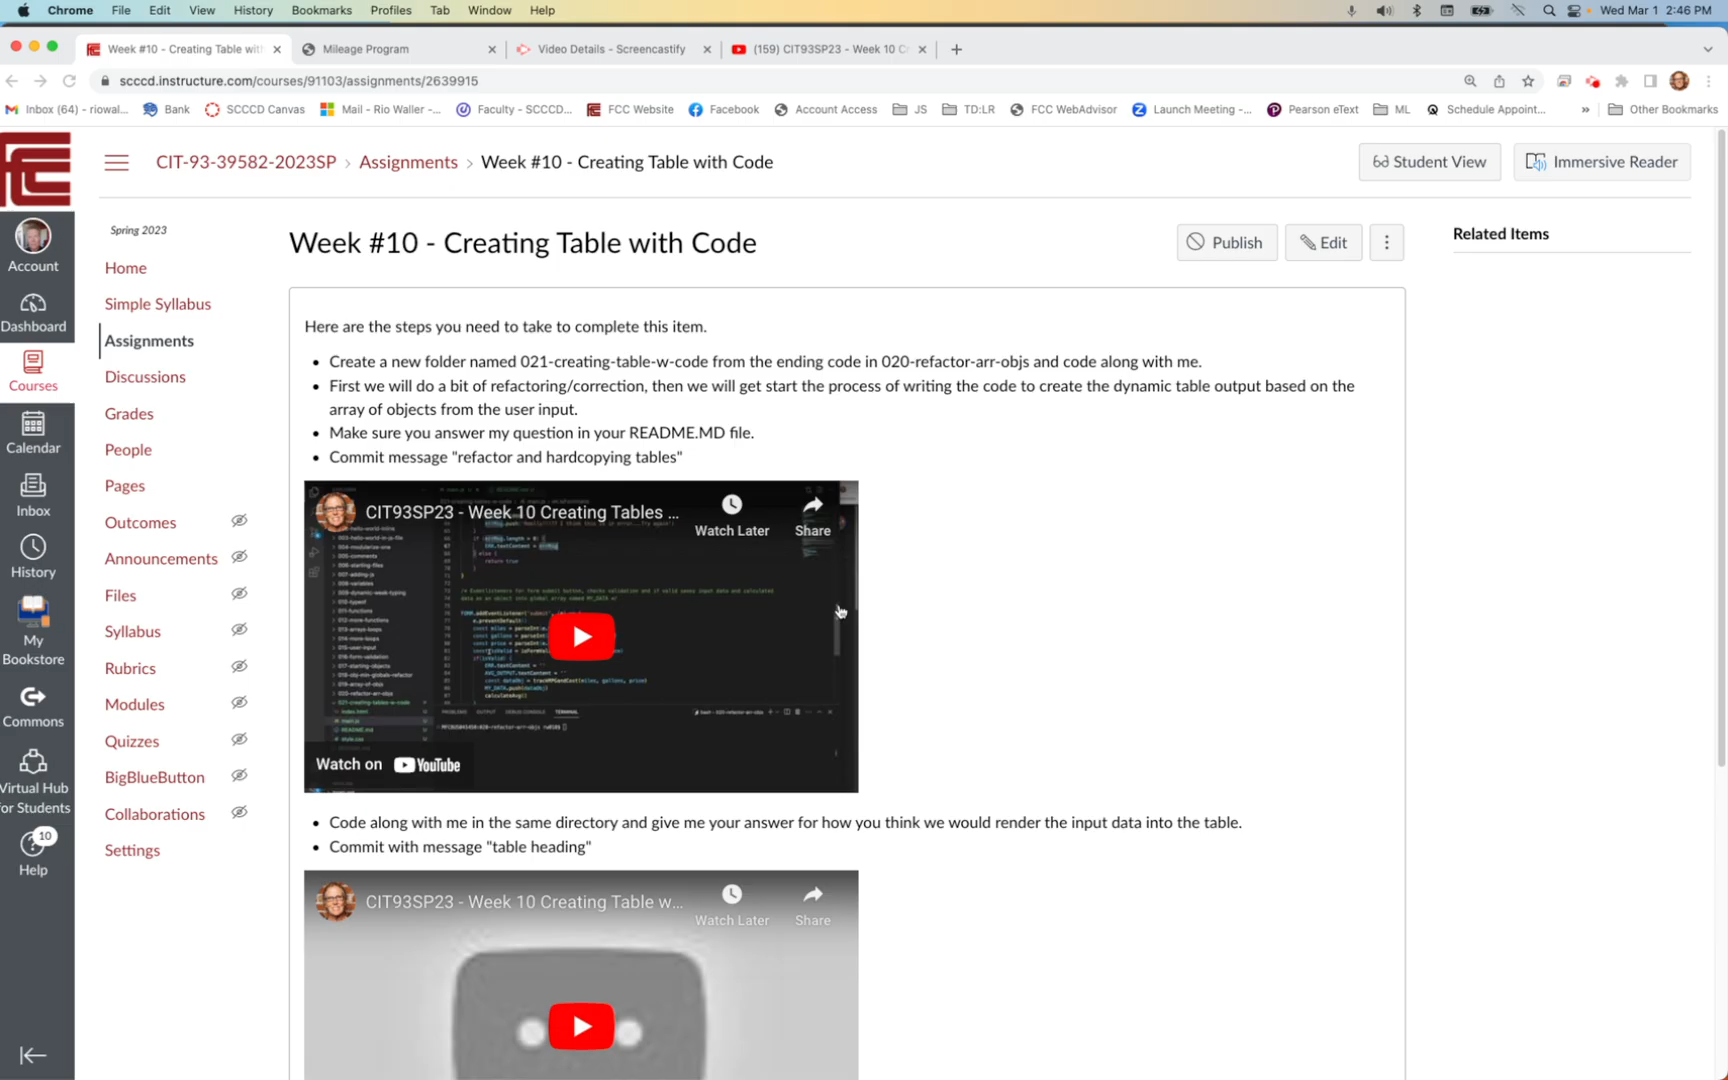 Chrome File Edit View History Bookmarks Profiles Tab Window Help Wed Mar 1 2:46 PM
Week #10 - Creating Table with Mileage Program Video Details - Screencastify (159) CIT93SP23 - Week 10 C
scccd.instructure.com/courses/91103/assignments/2639915
Inbox (64) - riowal... Bank SCCCD Canvas Mail - Rio Waller -... Faculty - SCCCD... FCC Website Facebook Account Access JS TD:LR FCC WebAdvisor Launch Meeting -... Pearson eText ML Schedule Appoint... » Other Bookmarks
CIT-93-39582-2023SP › Assignments › Week #10 - Creating Table with Code
Student View
Immersive Reader
Account
Dashboard
Courses
Calendar
Inbox
History
My
Bookstore
Commons
Virtual Hub
for Students
10
Help
Spring 2023
Home
Simple Syllabus
Assignments
Discussions
Grades
People
Pages
Outcomes
Announcements
Files
Syllabus
Rubrics
Modules
Quizzes
BigBlueButton
Collaborations
Settings
Week #10 - Creating Table with Code
Publish
Edit
Related Items
Here are the steps you need to take to complete this item.
• Create a new folder named 021-creating-table-w-code from the ending code in 020-refactor-arr-objs and code along with me.
• First we will do a bit of refactoring/correction, then we will get start the process of writing the code to create the dynamic table output based on the
array of objects from the user input.
• Make sure you answer my question in your README.MD file.
• Commit message "refactor and hardcopying tables"
CIT93SP23 - Week 10 Creating Tables ...
Watch Later
Share
Watch on YouTube
• Code along with me in the same directory and give me your answer for how you think we would render the input data into the table.
• Commit with message "table heading"
CIT93SP23 - Week 10 Creating Table w...
Watch Later
Share